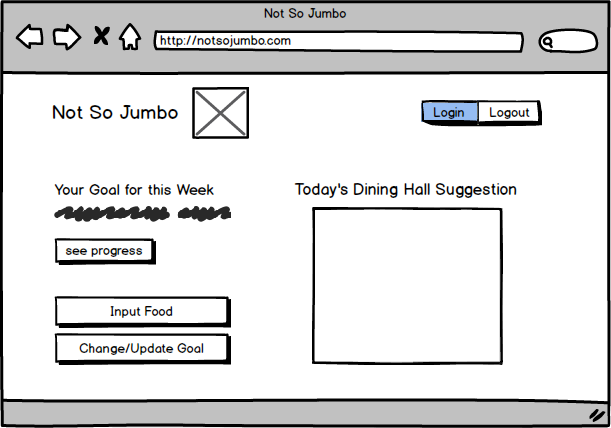 Not So Jumbo
http://notsojumbo.com
Not So Jumbo
Login Logout
Your Goal for this Week
Today's Dining Hall Suggestion
see progress
Input Food
Change/Update Goal